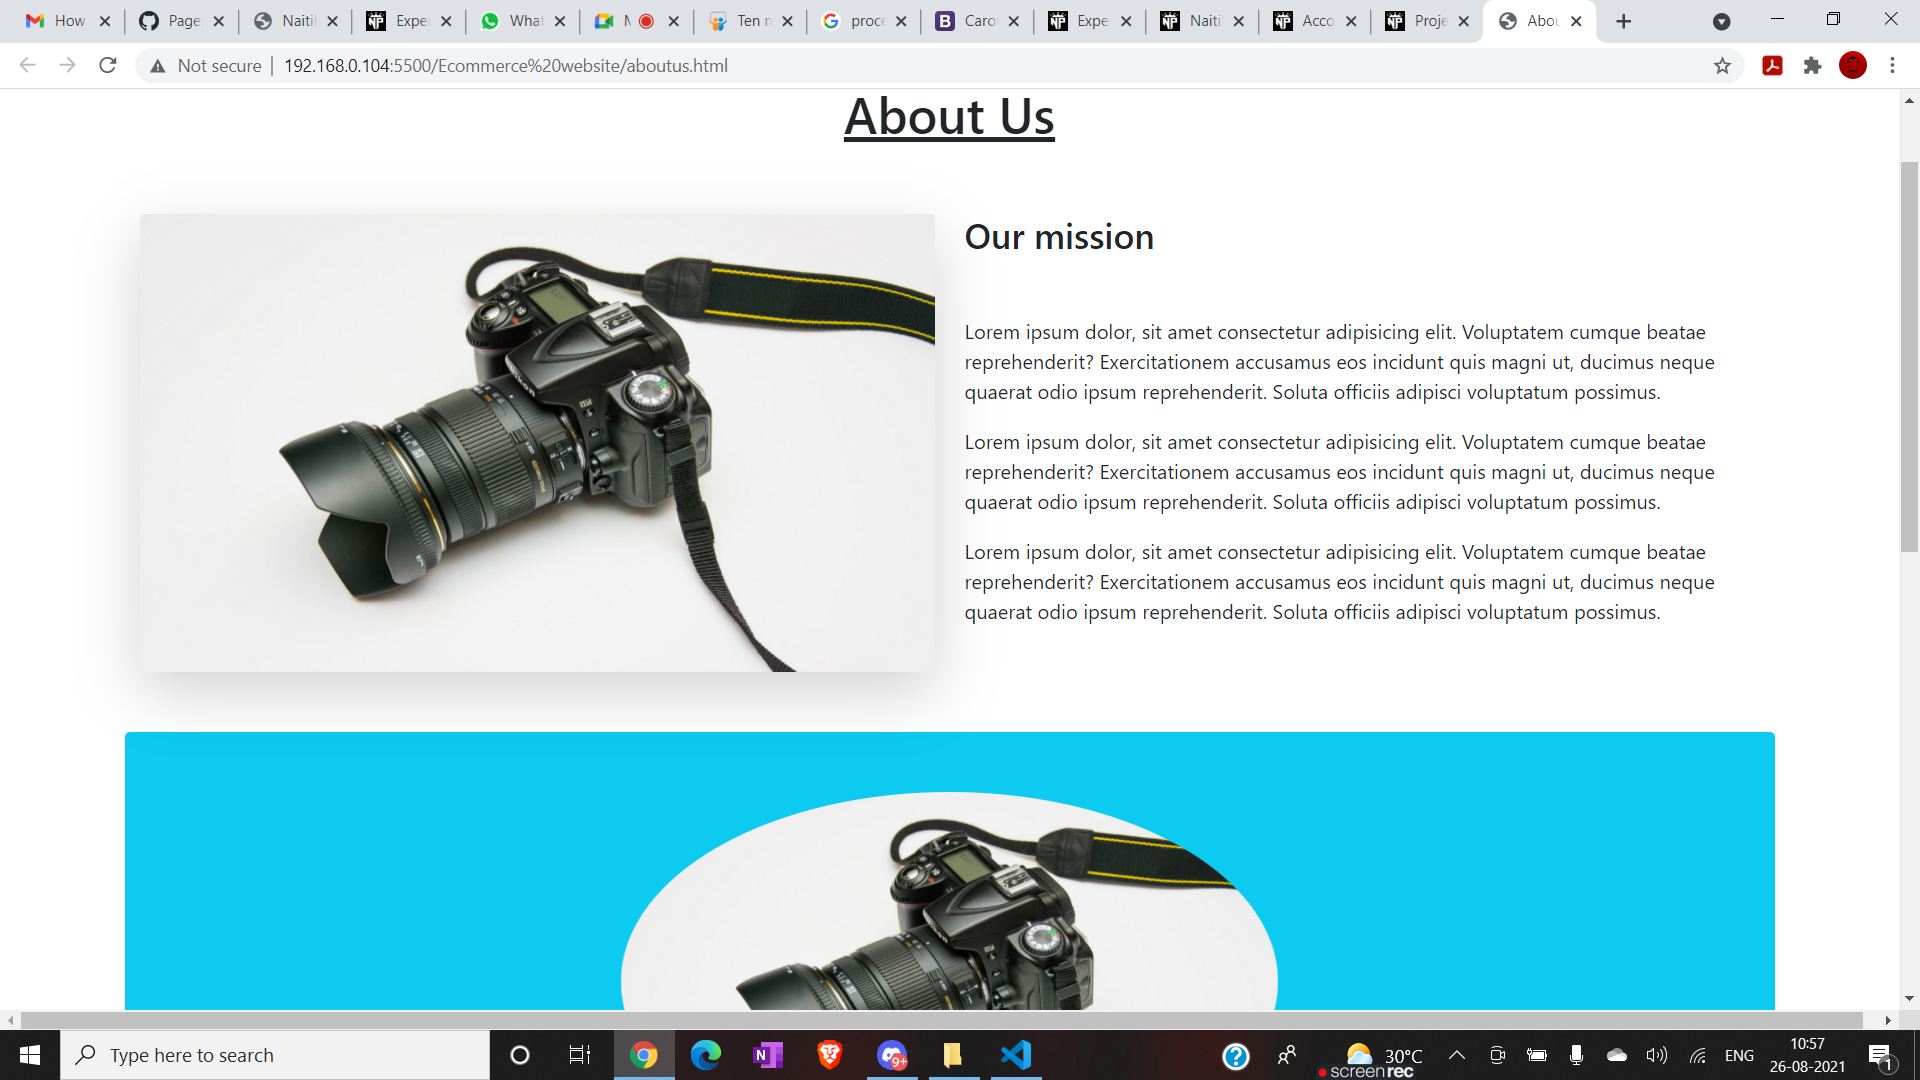 How
Page
Naiti
Expe
What
M
Ten n
proce
Caro
Expe
Naiti
Acco
Proje
Abou
Not secure
192.168.0.104:5500/Ecommerce%20website/aboutus.html
About Us
Our mission
Lorem ipsum dolor, sit amet consectetur adipisicing elit. Voluptatem cumque beatae
reprehenderit? Exercitationem accusamus eos incidunt quis magni ut, ducimus neque
quaerat odio ipsum reprehenderit. Soluta officiis adipisci voluptatum possimus.
Lorem ipsum dolor, sit amet consectetur adipisicing elit. Voluptatem cumque beatae
reprehenderit? Exercitationem accusamus eos incidunt quis magni ut, ducimus neque
quaerat odio ipsum reprehenderit. Soluta officiis adipisci voluptatum possimus.
Lorem ipsum dolor, sit amet consectetur adipisicing elit. Voluptatem cumque beatae
reprehenderit? Exercitationem accusamus eos incidunt quis magni ut, ducimus neque
quaerat odio ipsum reprehenderit. Soluta officiis adipisci voluptatum possimus.
Type here to search
9+
30°C
ENG
10:57
26-08-2021
1
screenrec